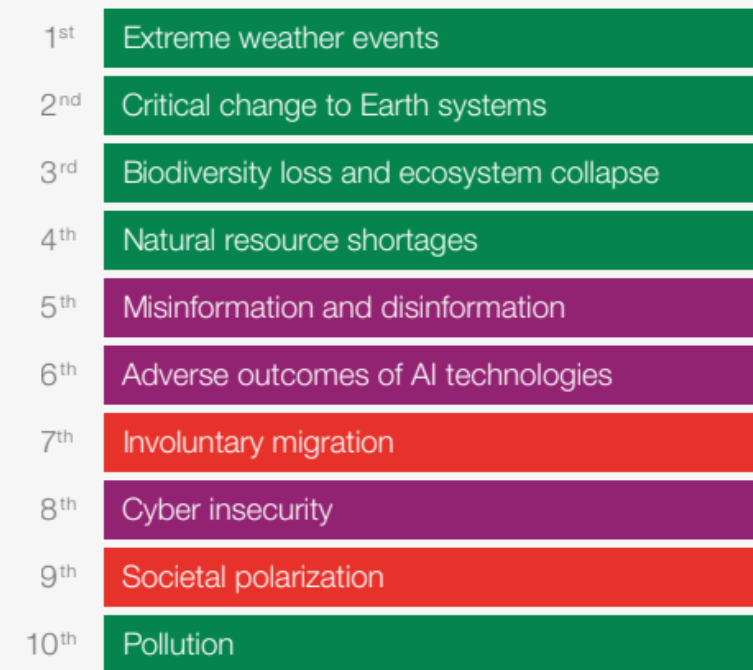 1st Extreme weather events
2nd Critical change to Earth systems
3rd Biodiversity loss and ecosystem collapse
4th Natural resource shortages
5th Misinformation and disinformation
6th Adverse outcomes of AI technologies
7th Involuntary migration
8th Cyber insecurity
9th Societal polarization
10th Pollution